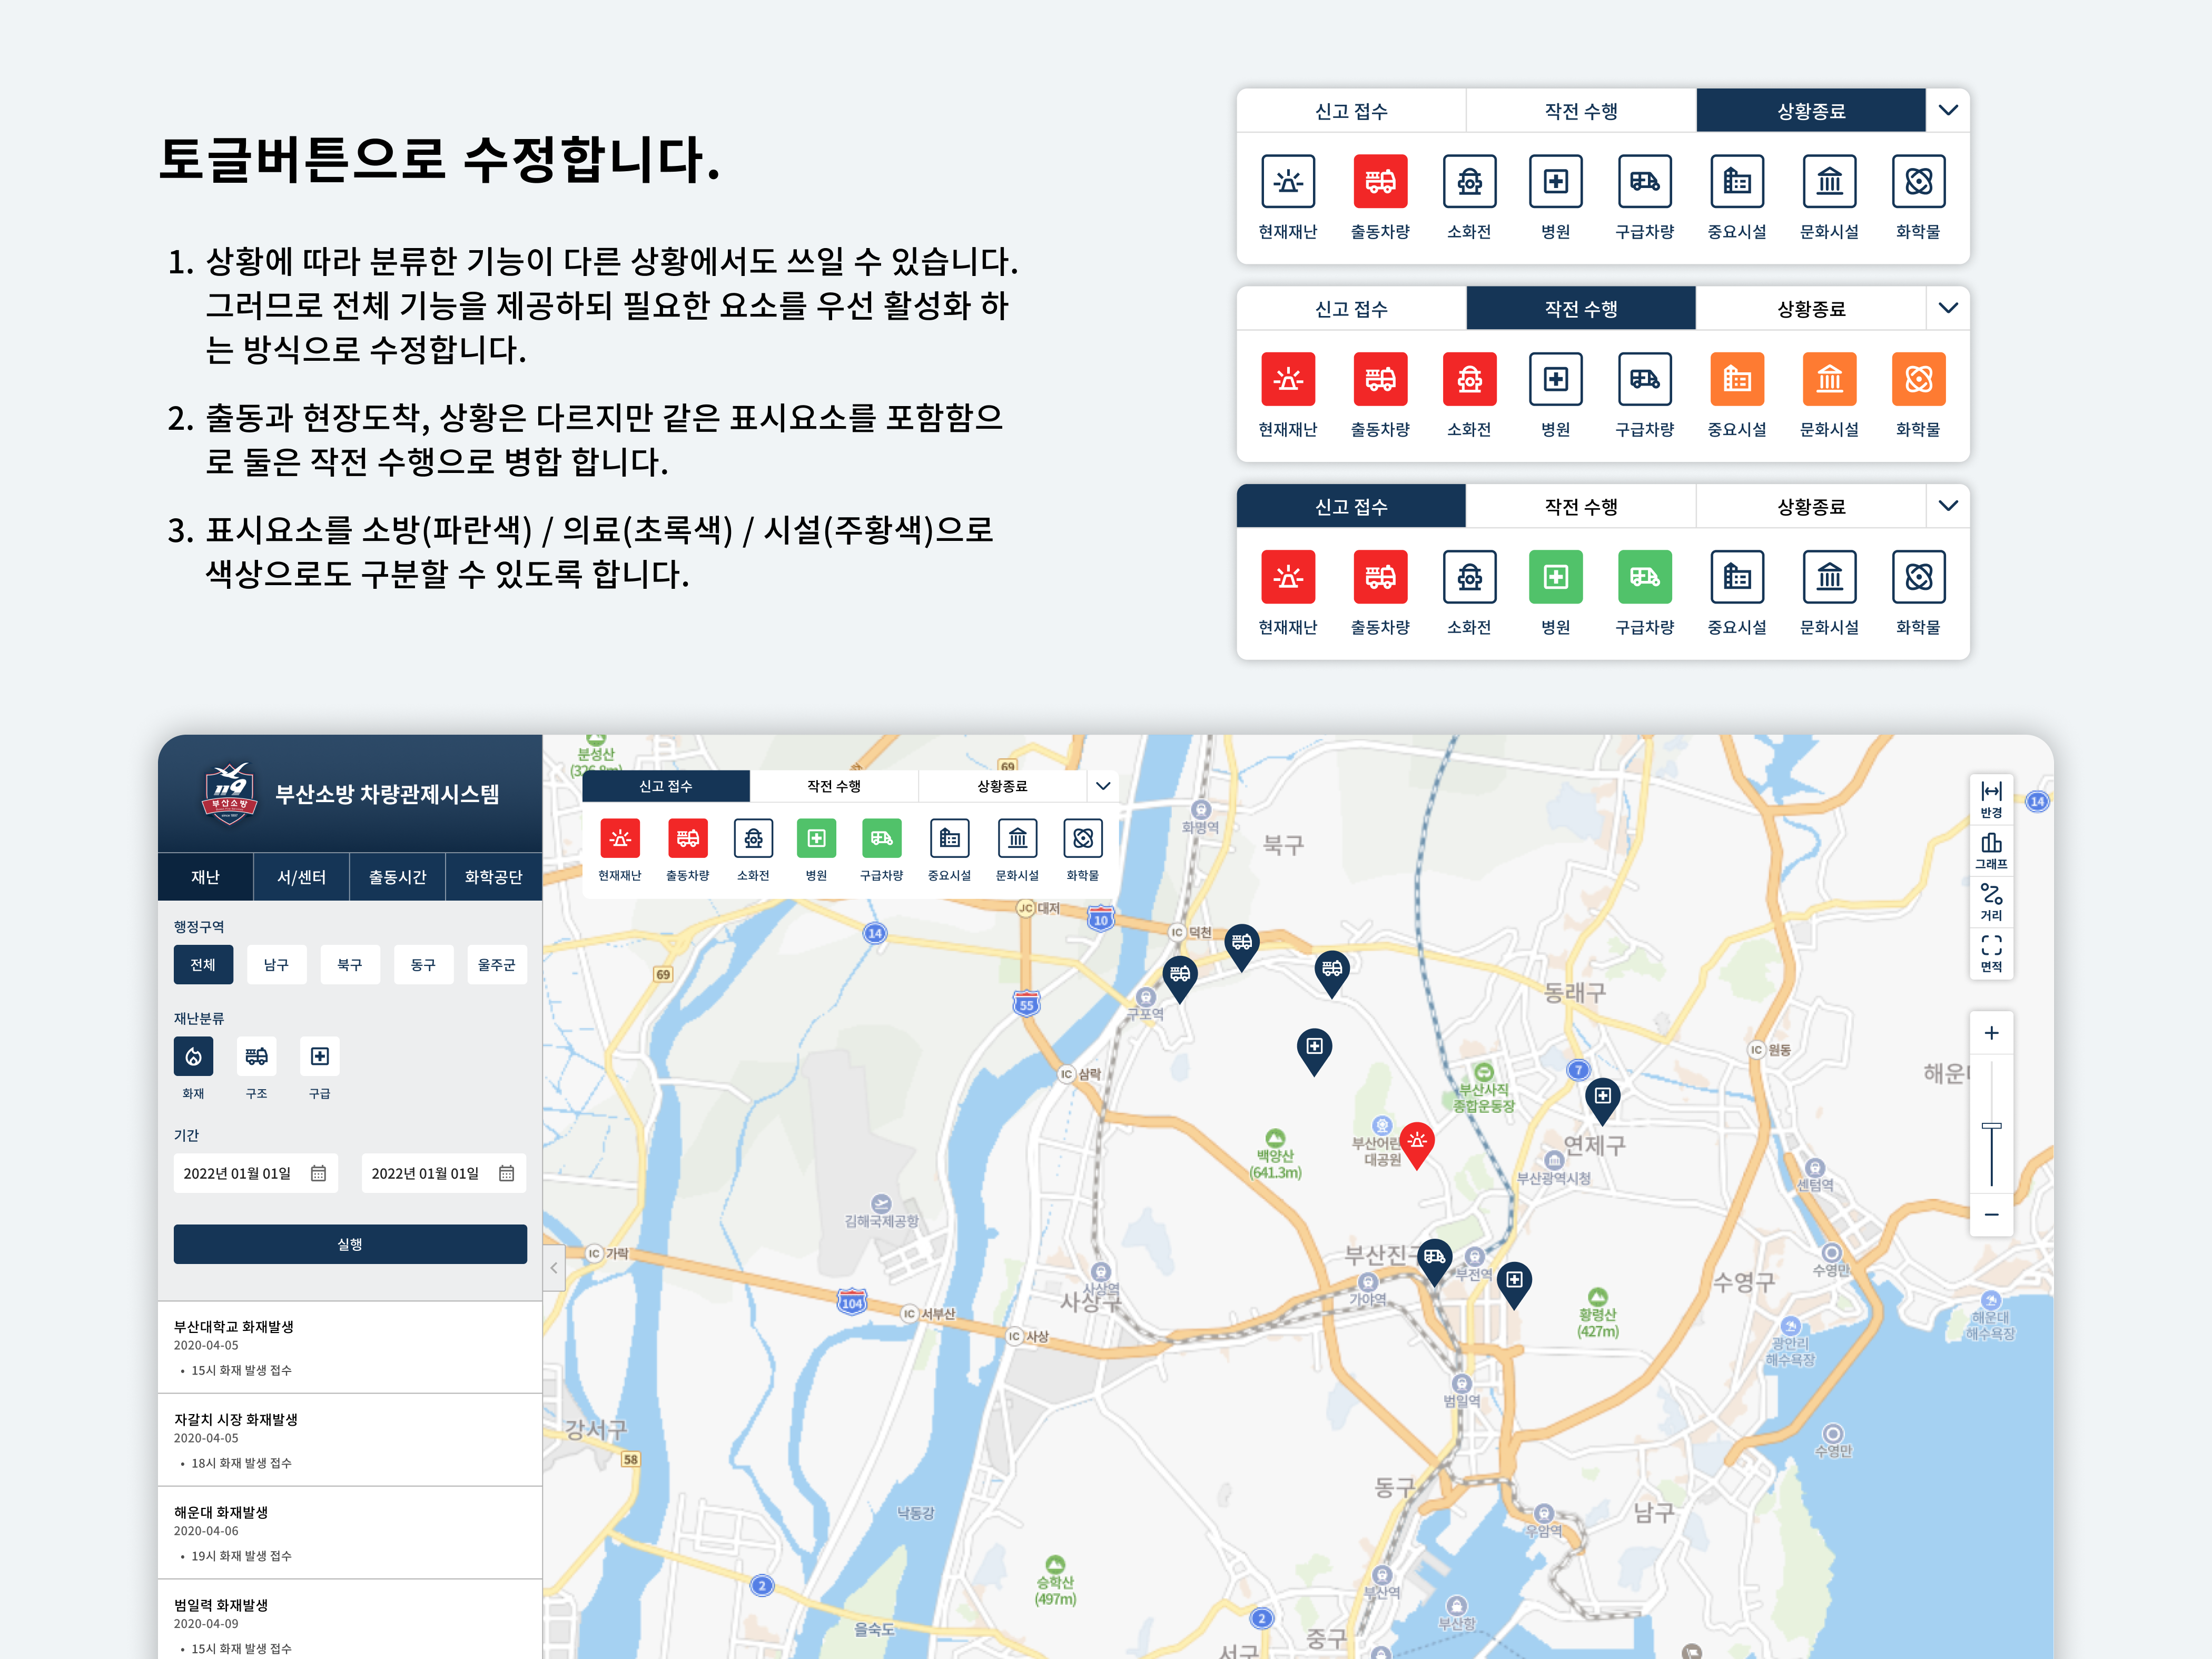 토글버튼으로 수정합니다.
1. 상황에 따라 분류한 기능이 다른 상황에서도 쓰일 수 있습니다.
그러므로 전체 기능을 제공하되 필요한 요소를 우선 활성화 하
는 방식으로 수정합니다.
2. 출동과 현장도착, 상황은 다르지만 같은 표시요소를 포함함으
로 둘은 작전 수행으로 병합 합니다.
3. 표시요소를 소방(파란색) / 의료(초록색) / 시설(주황색)으로
색상으로도 구분할 수 있도록 합니다.
신고 접수 작전 수행 상황종료
현재재난 출동차량 소화전 병원 구급차량 중요시설 문화시설 화학물
신고 접수 작전 수행 상황종료
현재재난 출동차량 소화전 병원 구급차량 중요시설 문화시설 화학물
신고 접수 작전 수행 상황종료
현재재난 출동차량 소화전 병원 구급차량 중요시설 문화시설 화학물
119
부산소방
부산소방 차량관제시스템
재난 서/센터 출동시간 화학공단
행정구역
전체 남구 북구 동구 울주군
재난분류
화재 구조 구급
기간
2022년 01월 01일 2022년 01월 01일
실행
부산대학교 화재발생
2020-04-05
• 15시 화재 발생 접수
자갈치 시장 화재발생
2020-04-05
• 18시 화재 발생 접수
해운대 화재발생
2020-04-06
• 19시 화재 발생 접수
범일력 화재발생
2020-04-09
• 15시 화재 발생 접수
분성산
69
신고 접수 작전 수행 상황종료
현재재난 출동차량 소화전 병원 구급차량 중요시설 문화시설 화학물
반경
그래프
거리
면적
14
화명역
북구
JC 대저
10
14
IC 덕천
69
55
구포역
동래구
IC 원동
IC 삼락
7
부산사직
종합운동장
부산어린
대공원
백양산
(641.3m)
연제구
부산광역시청
센텀역
김해국제공항
IC 가락
부산진구
부전역
사상역
사상구
가야역
104
IC 서부산
IC 사상
황령산
(427m)
수영구
수영만
해운대
해수욕장
광안리
해수욕장
범일역
강서구
58
수영만
동구
낙동강
남구
우암역
승학산
(497m)
2
부산역
부산항
2
을숙도
중구
서구